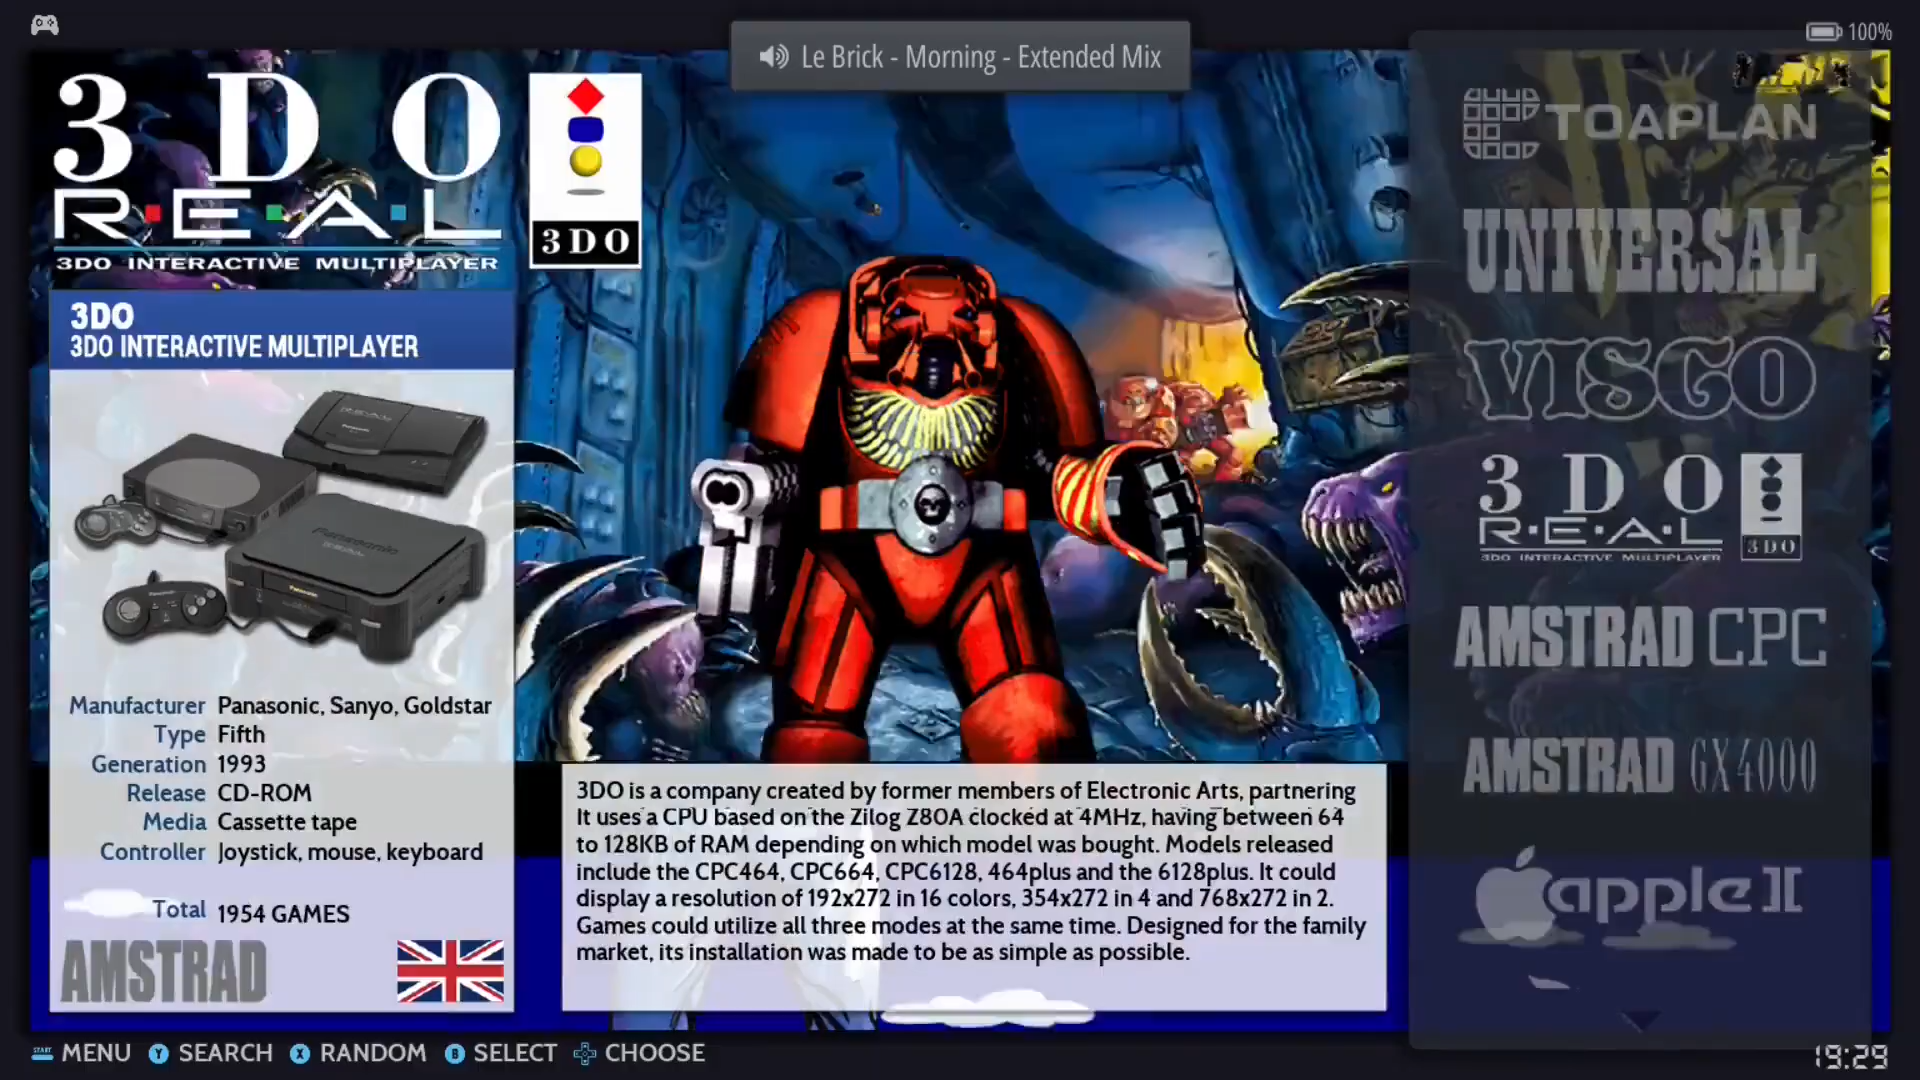 100%
Le Brick - Morning - Extended Mix
3 D O
R·E·A·L
3DO INTERACTIVE MULTIPLAYER
3DO
3DO
3DO INTERACTIVE MULTIPLAYER
Panasonic
Manufacturer Panasonic, Sanyo, Goldstar
Type Fifth
Generation 1993
Release CD-ROM
Media Cassette tape
Controller Joystick, mouse, keyboard
Total 1954 GAMES
AMSTRAD
3DO is a company created by former members of Electronic Arts, partnering
It uses a CPU based on the Zilog Z80A clocked at 4MHz, having between 64
to 128KB of RAM depending on which model was bought. Models released
include the CPC464, CPC664, CPC6128, 464plus and the 6128plus. It could
display a resolution of 192x272 in 16 colors, 354x272 in 4 and 768x272 in 2.
Games could utilize all three modes at the same time. Designed for the family
market, its installation was made to be as simple as possible.
TOAPLAN
UNIVERSAL
VISCO
3 D O
R·E·A·L
3DO INTERACTIVE MULTIPLAYER
3DO
AMSTRAD CPC
AMSTRAD GX4000
apple ][
START MENU Y SEARCH X RANDOM B SELECT CHOOSE
19:29